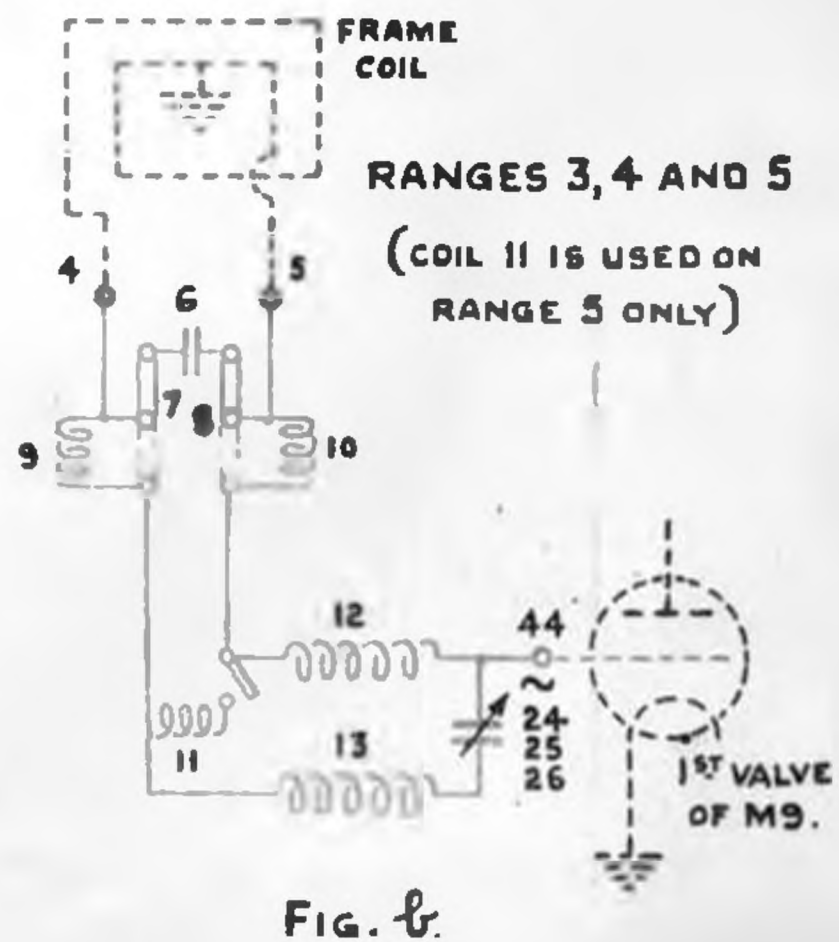 FRAME
COIL
RANGES 3, 4 AND 5
(COIL 11 IS USED ON
RANGE 5 ONLY)
4
5
6
7
8
9
10
12
44
24
25
26
11
13
1ST VALVE
OF M9.
FIG. b.